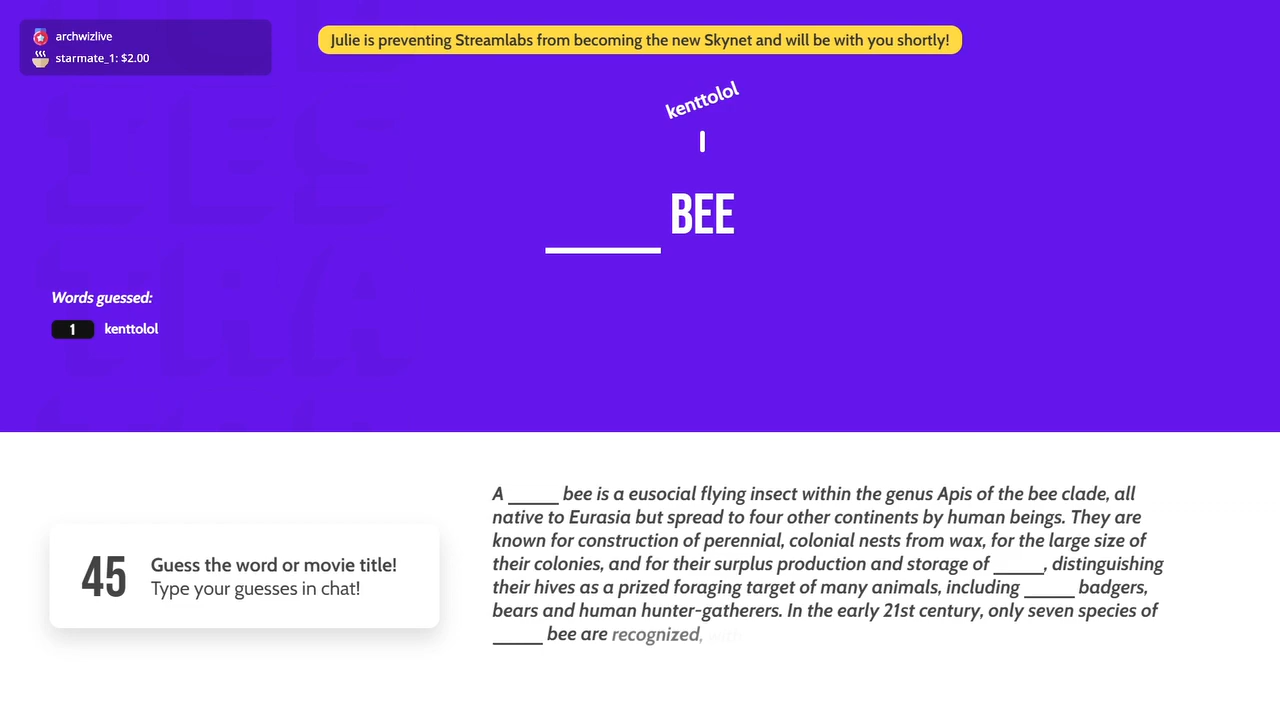 archwizlive
starmate_1: $2.00
Julie is preventing Streamlabs from becoming the new Skynet and will be with you shortly!
kenttolol
_____ BEE
Words guessed:
1 kenttolol
45
Guess the word or movie title!
Type your guesses in chat!
A _____ bee is a eusocial flying insect within the genus Apis of the bee clade, all
native to Eurasia but spread to four other continents by human beings. They are
known for construction of perennial, colonial nests from wax, for the large size of
their colonies, and for their surplus production and storage of _____, distinguishing
their hives as a prized foraging target of many animals, including _____ badgers,
bears and human hunter-gatherers. In the early 21st century, only seven species of
_____ bee are recognized, with